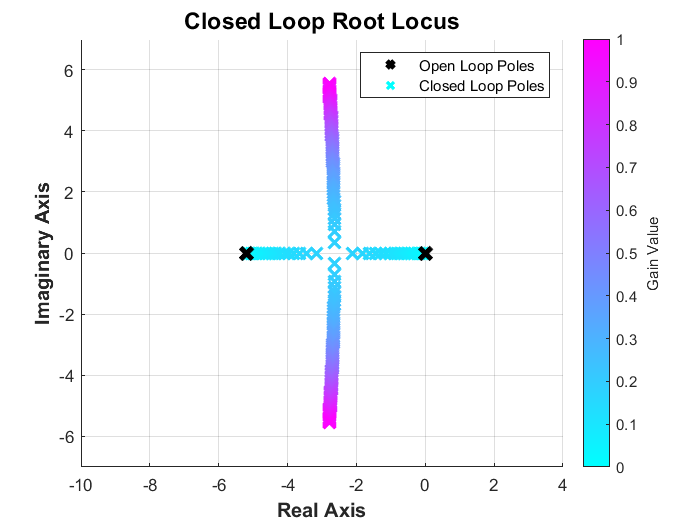 Closed Loop Root Locus
Open Loop Poles
Closed Loop Poles
Imaginary Axis
6
4
2
0
-2
-4
-6
-10 -8 -6 -4 -2 0 2 4
Real Axis
1
0.9
0.8
0.7
0.6
0.5
0.4
0.3
0.2
0.1
0
Gain Value